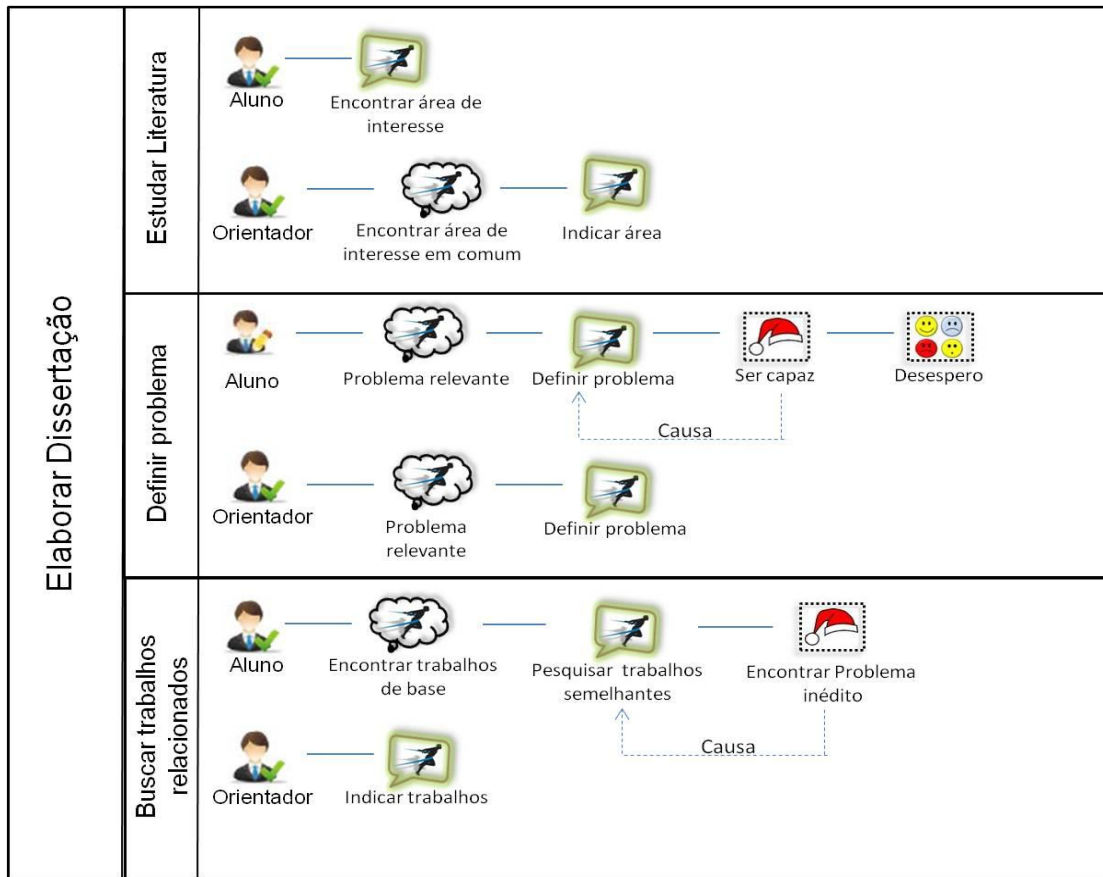 Elaborar Dissertação
Estudar Literatura
Aluno
Encontrar área de
interesse
Orientador
Encontrar área de
interesse em comum
Indicar área
Definir problema
Aluno
Problema relevante
Definir problema
Ser capaz
Desespero
Causa
Orientador
Problema
relevante
Definir problema
Buscar trabalhos
relacionados
Aluno
Encontrar trabalhos
de base
Pesquisar trabalhos
semelhantes
Encontrar Problema
inédito
Causa
Orientador
Indicar trabalhos